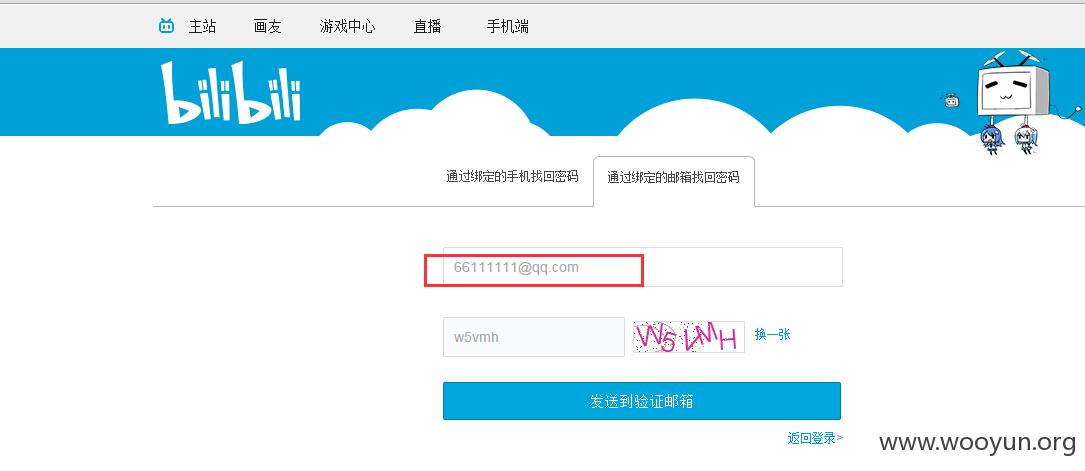 主站 画友 游戏中心 直播 手机端
bilibili
通过绑定的手机找回密码 通过绑定的邮箱找回密码
66111111@qq.com
w5vmh W5VMH 换一张
发送到验证邮箱
返回登录>
www.wooyun.org